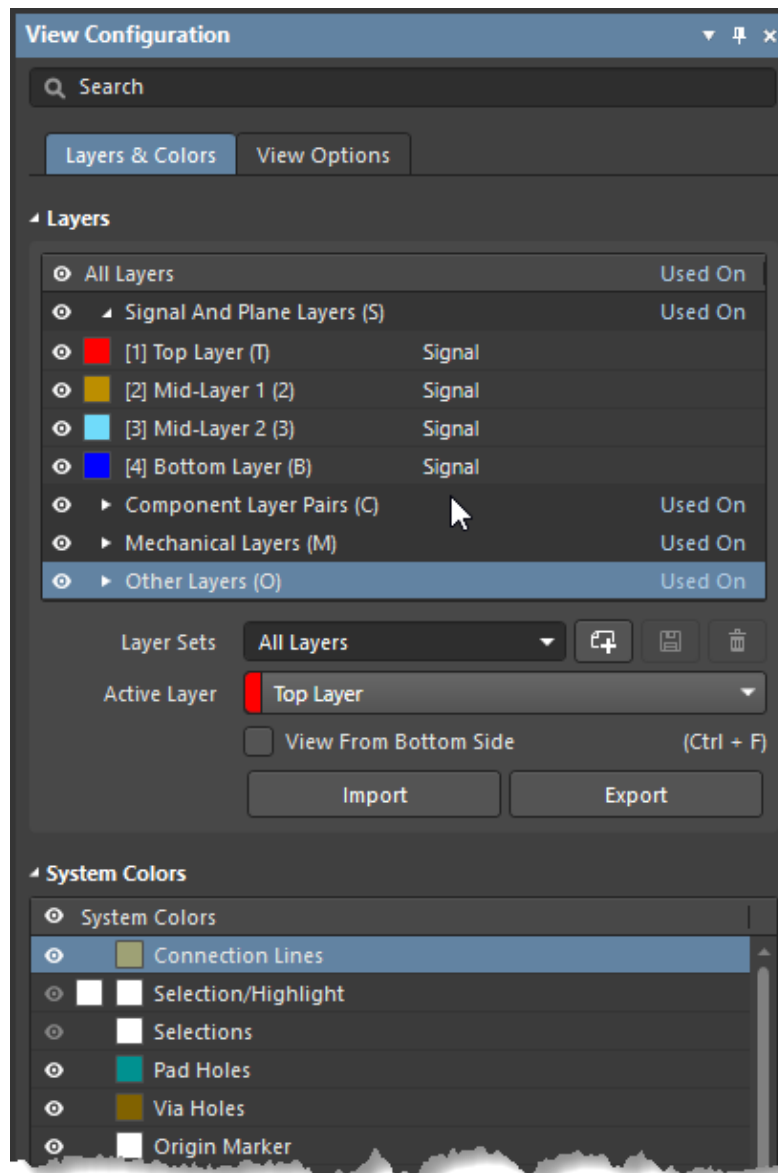 View Configuration
Search
Layers & Colors View Options
Layers
All Layers Used On
Signal And Plane Layers (S) Used On
[1] Top Layer (T) Signal
[2] Mid-Layer 1 (2) Signal
[3] Mid-Layer 2 (3) Signal
[4] Bottom Layer (B) Signal
Component Layer Pairs (C) Used On
Mechanical Layers (M) Used On
Other Layers (O) Used On
Layer Sets All Layers
Active Layer Top Layer
View From Bottom Side (Ctrl + F)
Import Export
System Colors
System Colors
Connection Lines
Selection/Highlight
Selections
Pad Holes
Via Holes
Origin Marker